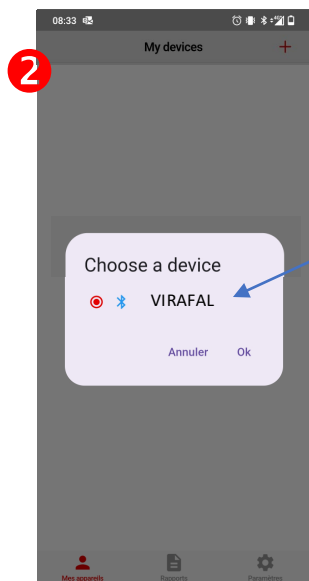 08:33
My devices +
2
Choose a device
VIRAFAL
Annuler Ok
Mes appareils Rapports Paramètres